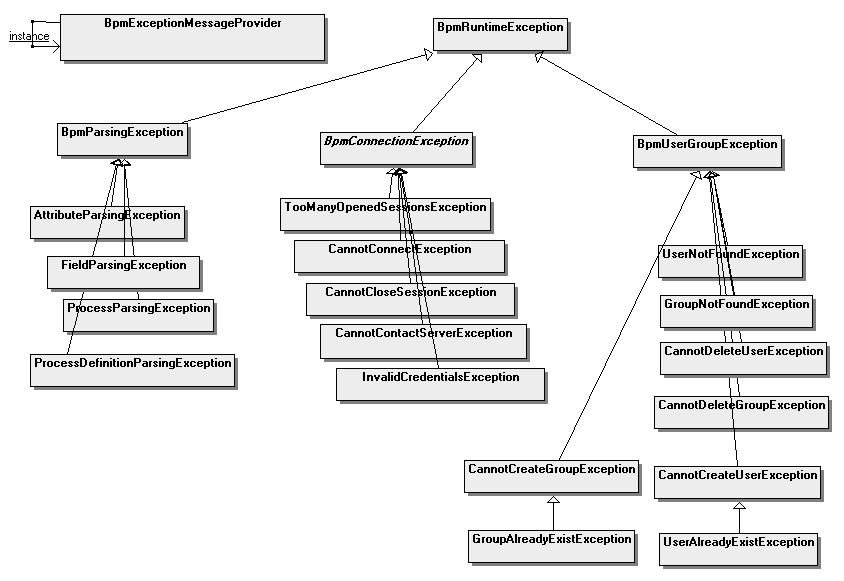 BpmExceptionMessageProvider
BpmRuntimeException
instance
BpmParsingException
BpmConnectionException
BpmUserGroupException
AttributeParsingException
TooManyOpenedSessionsException
CannotConnectException
UserNotFoundException
FieldParsingException
CannotCloseSessionException
ProcessParsingException
GroupNotFoundException
CannotContactServerException
CannotDeleteUserException
ProcessDefinitionParsingException
InvalidCredentialsException
CannotDeleteGroupException
CannotCreateGroupException
CannotCreateUserException
GroupAlreadyExistException
UserAlreadyExistException